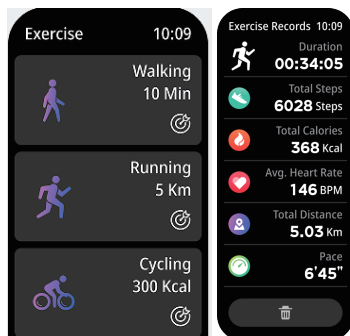 Exercise 10:09
Walking
10 Min
Running
5 Km
Cycling
300 Kcal
Exercise Records 10:09
Duration
00:34:05
Total Steps
6028 Steps
Total Calories
368 Kcal
Avg. Heart Rate
146 BPM
Total Distance
5.03 Km
Pace
6'45"